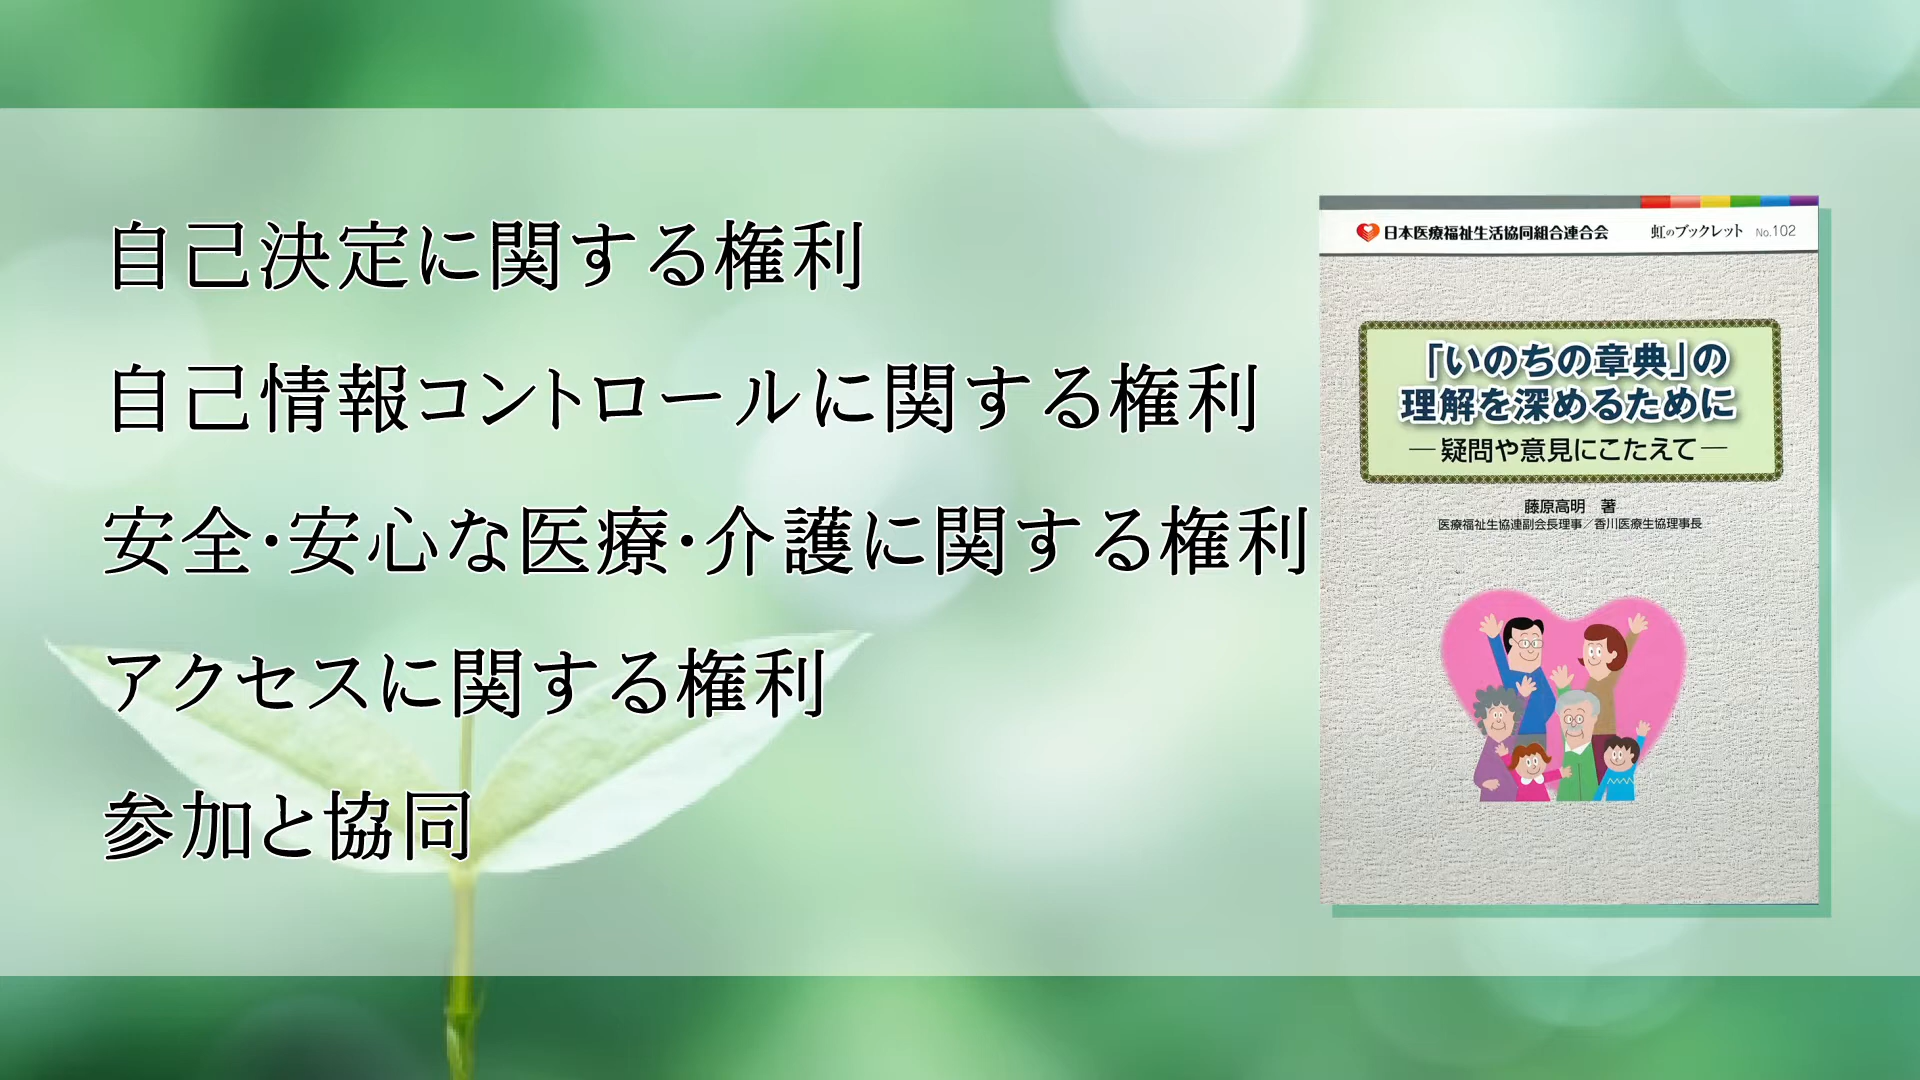 自己決定に関する権利
自己情報コントロールに関する権利
安全・安心な医療・介護に関する権利
アクセスに関する権利
参加と協同
日本医療福祉生活協同組合連合会 虹のブックレット No.102
「いのちの章典」の
理解を深めるために
―疑問や意見にこたえて―
藤原高明 著
医療福祉生協連副会長理事／香川医療生協理事長